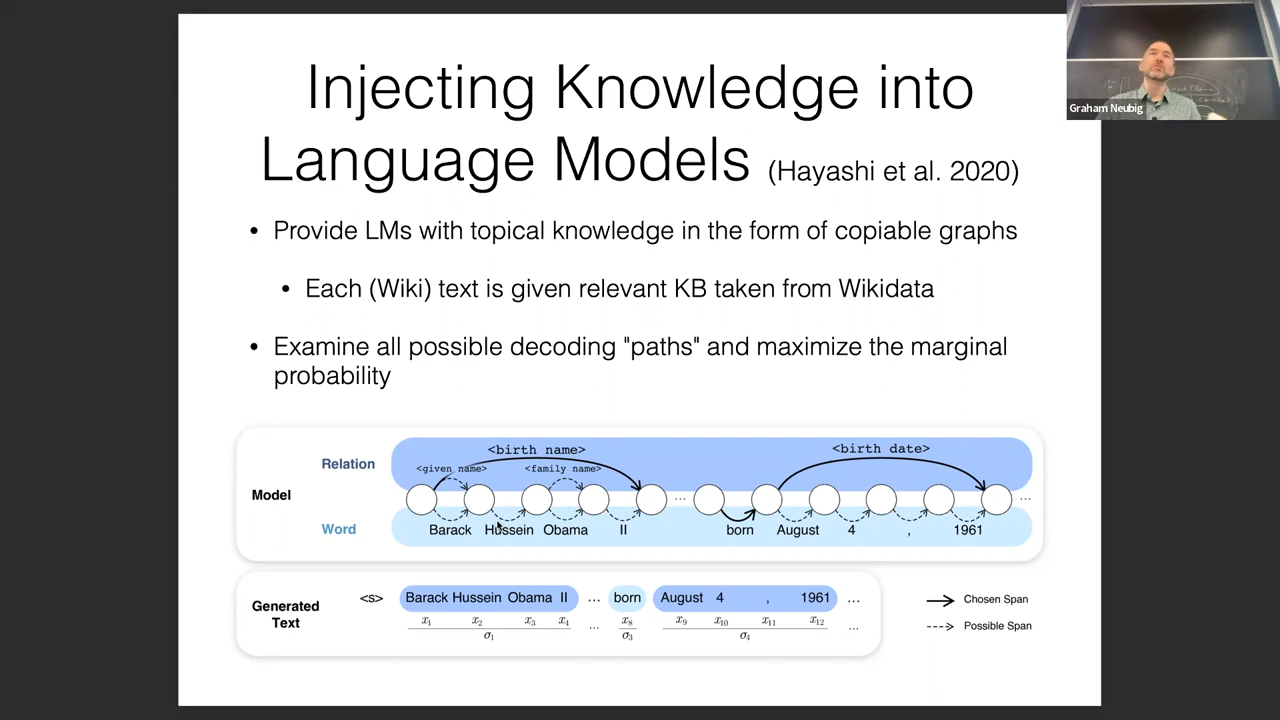 Injecting Knowledge into
Language Models (Hayashi et al. 2020)
Graham Neubig
• Provide LMs with topical knowledge in the form of copiable graphs
• Each (Wiki) text is given relevant KB taken from Wikidata
• Examine all possible decoding "paths" and maximize the marginal
probability
Model
Relation
<birth name>
<birth date>
<given name>
<family name>
... ...
Word
Barack Hussein Obama II born August 4 , 1961
Generated
Text
<s> Barack Hussein Obama II ... born August 4 , 1961 ...
x1 x2 x3 x4 ... x8 x9 x10 x11 x12 ...
σ1 σ3 σ4
Chosen Span
Possible Span